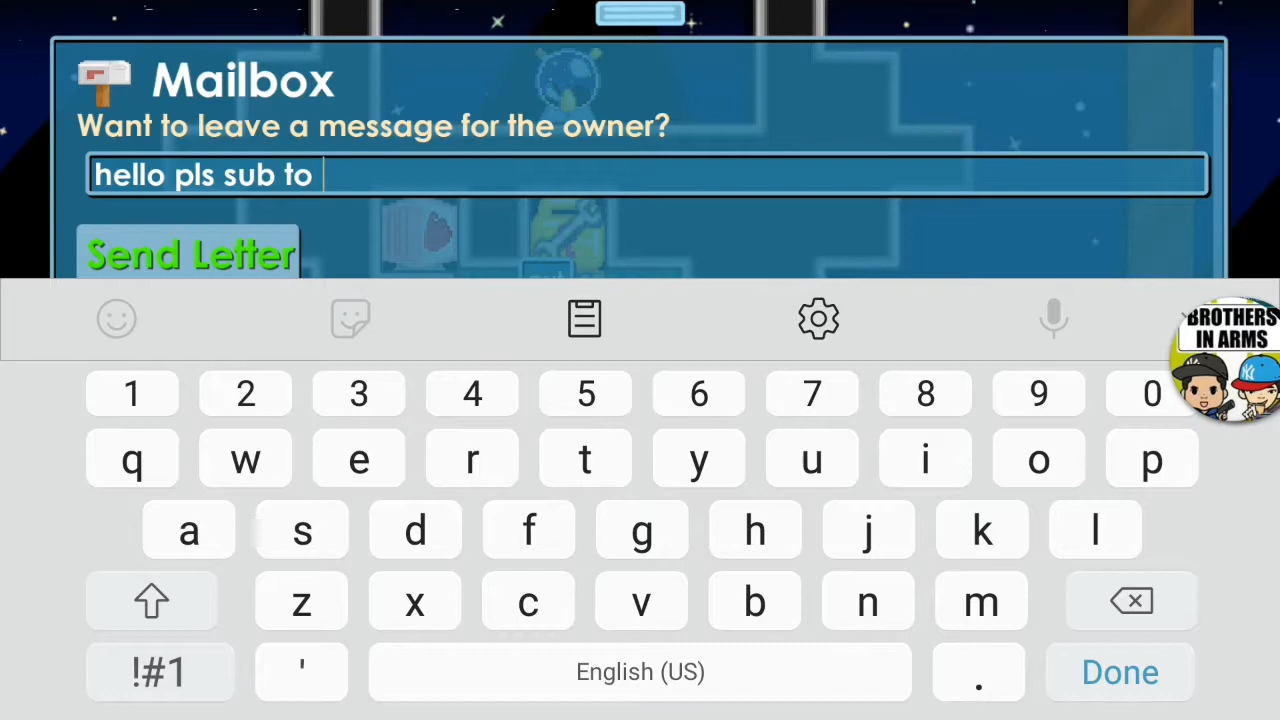 Mailbox
Want to leave a message for the owner?
hello pls sub to
Send Letter
BROTHERS
IN ARMS
1 2 3 4 5 6 7 8 9 0
q w e r t y u i o p
a s d f g h j k l
z x c v b n m
!#1 ' English (US) . Done